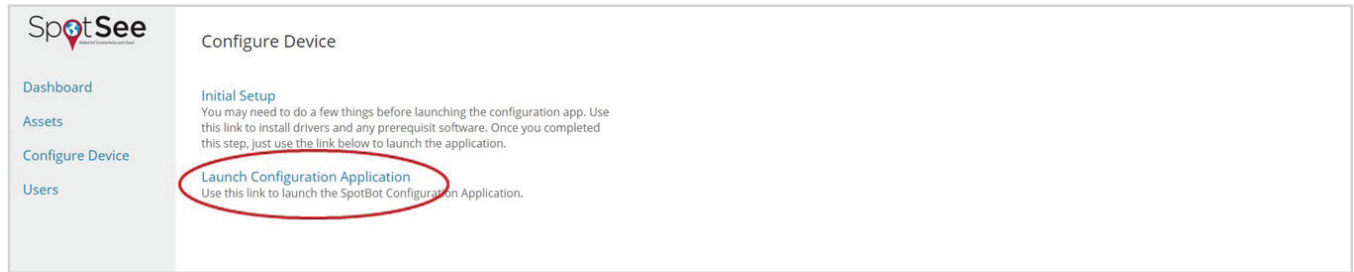 SpotSee
Configure Device
Dashboard
Assets
Configure Device
Users
Initial Setup
You may need to do a few things before launching the configuration app. Use
this link to install drivers and any prerequisit software. Once you completed
this step, just use the link below to launch the application.
Launch Configuration Application
Use this link to launch the SpotBot Configuration Application.